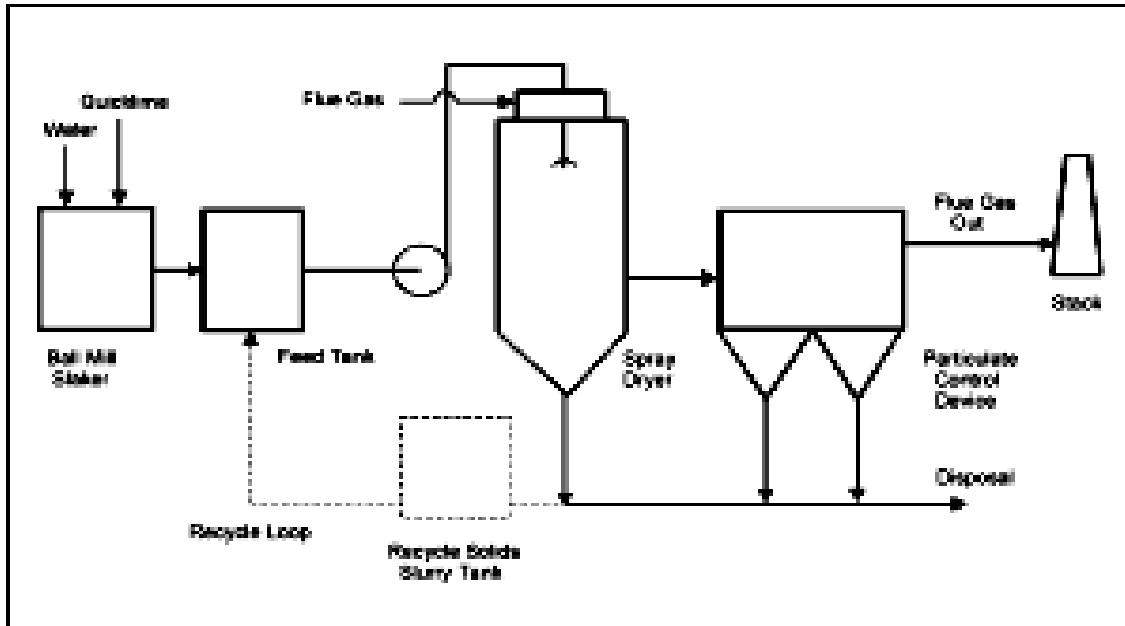 Quicklime
Water
Flue Gas
Flue Gas
Out
Stack
Ball Mill
Slaker
Feed Tank
Spray
Dryer
Particulate
Control
Device
Disposal
Recycle Loop
Recycle Solids
Slurry Tank